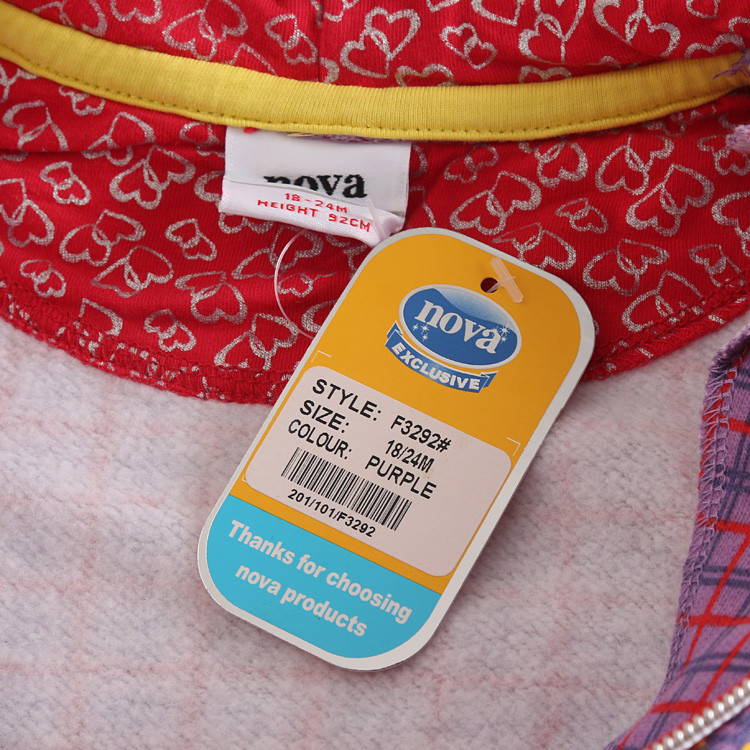 nova
18-24M
HEIGHT 92CM
nova
EXCLUSIVE
STYLE: F3292#
SIZE: 18/24M
COLOUR: PURPLE
201/101/F3292
Thanks for choosing
nova products